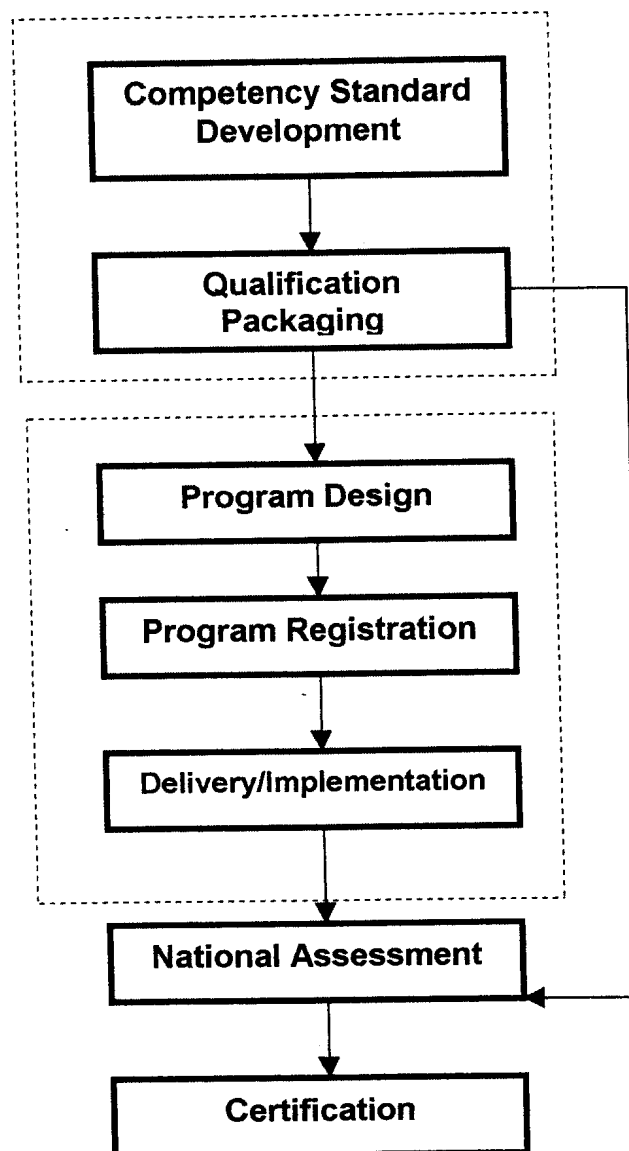 Competency Standard
Development
Qualification
Packaging
Program Design
Program Registration
Delivery/Implementation
National Assessment
Certification